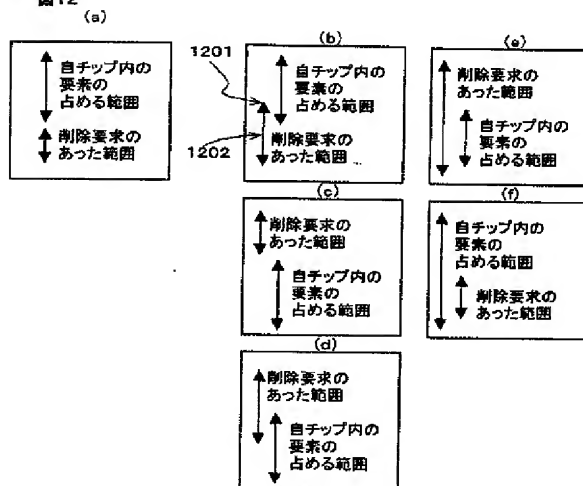 図12
(a)
自チップ内の
要素の
占める範囲
削除要求の
あった範囲
(b)
1201
1202
自チップ内の
要素の
占める範囲
削除要求の
あった範囲
(c)
削除要求の
あった範囲
自チップ内の
要素の
占める範囲
(d)
削除要求の
あった範囲
自チップ内の
要素の
占める範囲
(e)
削除要求の
あった範囲
自チップ内の
要素の
占める範囲
(f)
自チップ内の
要素の
占める範囲
削除要求の
あった範囲